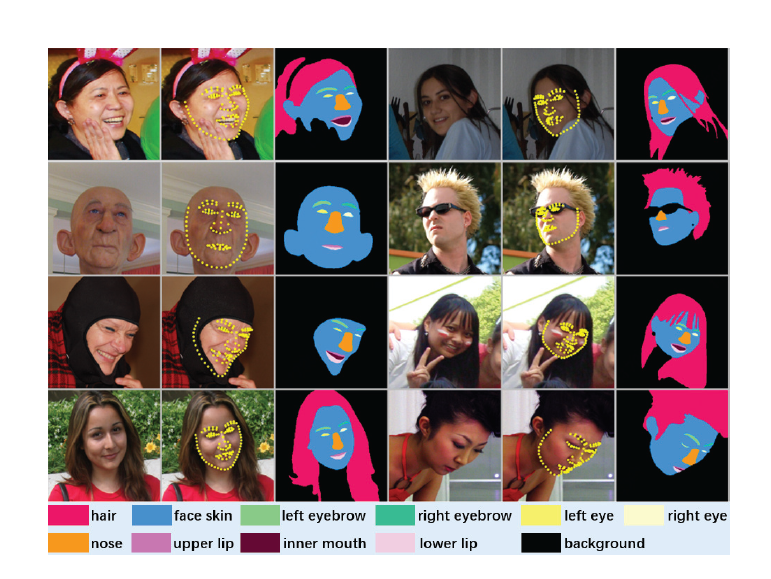 hair face skin left eyebrow right eyebrow left eye right eye
nose upper lip inner mouth lower lip background